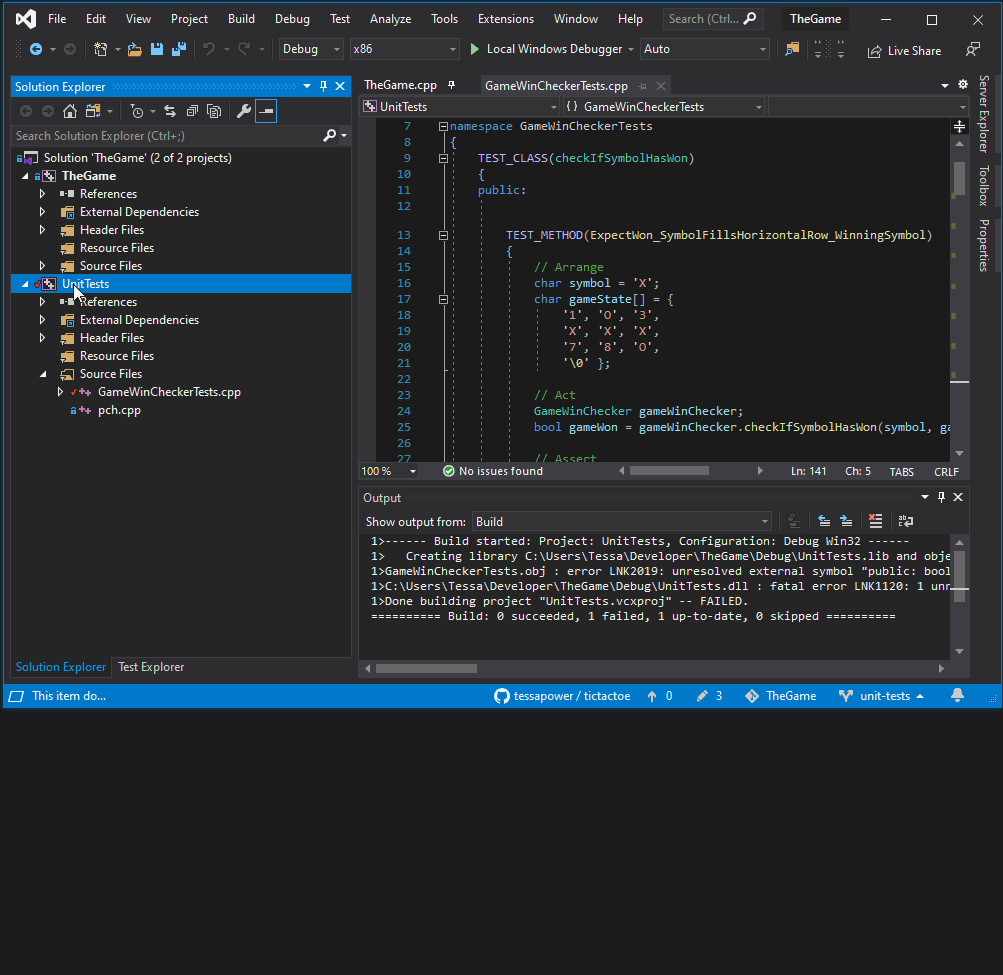 File Edit View Project Build Debug Test Analyze Tools Extensions Window Help Search (Ctrl... TheGame
Debug x86 Local Windows Debugger Auto Live Share
Solution Explorer
Search Solution Explorer (Ctrl+;)
Solution 'TheGame' (2 of 2 projects)
TheGame
References
External Dependencies
Header Files
Resource Files
Source Files
UnitTests
References
External Dependencies
Header Files
Resource Files
Source Files
GameWinCheckerTests.cpp
pch.cpp
Solution Explorer Test Explorer
TheGame.cpp GameWinCheckerTests.cpp
UnitTests {} GameWinCheckerTests
7 namespace GameWinCheckerTests
8 {
9 TEST_CLASS(checkIfSymbolHasWon)
10 {
11 public:
12
13 TEST_METHOD(ExpectWon_SymbolFillsHorizontalRow_WinningSymbol)
14 {
15 // Arrange
16 char symbol = 'X';
17 char gameState[] = {
18 '1', 'O', '3',
19 'X', 'X', 'X',
20 '7', '8', 'O',
21 '\0' };
22
23 // Act
24 GameWinChecker gameWinChecker;
25 bool gameWon = gameWinChecker.checkIfSymbolHasWon(symbol, ga
26
27 // Assert
100 % No issues found Ln: 141 Ch: 5 TABS CRLF
Output
Show output from: Build
1>------ Build started: Project: UnitTests, Configuration: Debug Win32 ------
1> Creating library C:\Users\Tessa\Developer\TheGame\Debug\UnitTests.lib and obje
1>GameWinCheckerTests.obj : error LNK2019: unresolved external symbol "public: bool
1>C:\Users\Tessa\Developer\TheGame\Debug\UnitTests.dll : fatal error LNK1120: 1 unr
1>Done building project "UnitTests.vcxproj" -- FAILED.
========== Build: 0 succeeded, 1 failed, 1 up-to-date, 0 skipped ==========
Server Explorer
Toolbox
Properties
This item do... tessapower / tictactoe 0 3 TheGame unit-tests